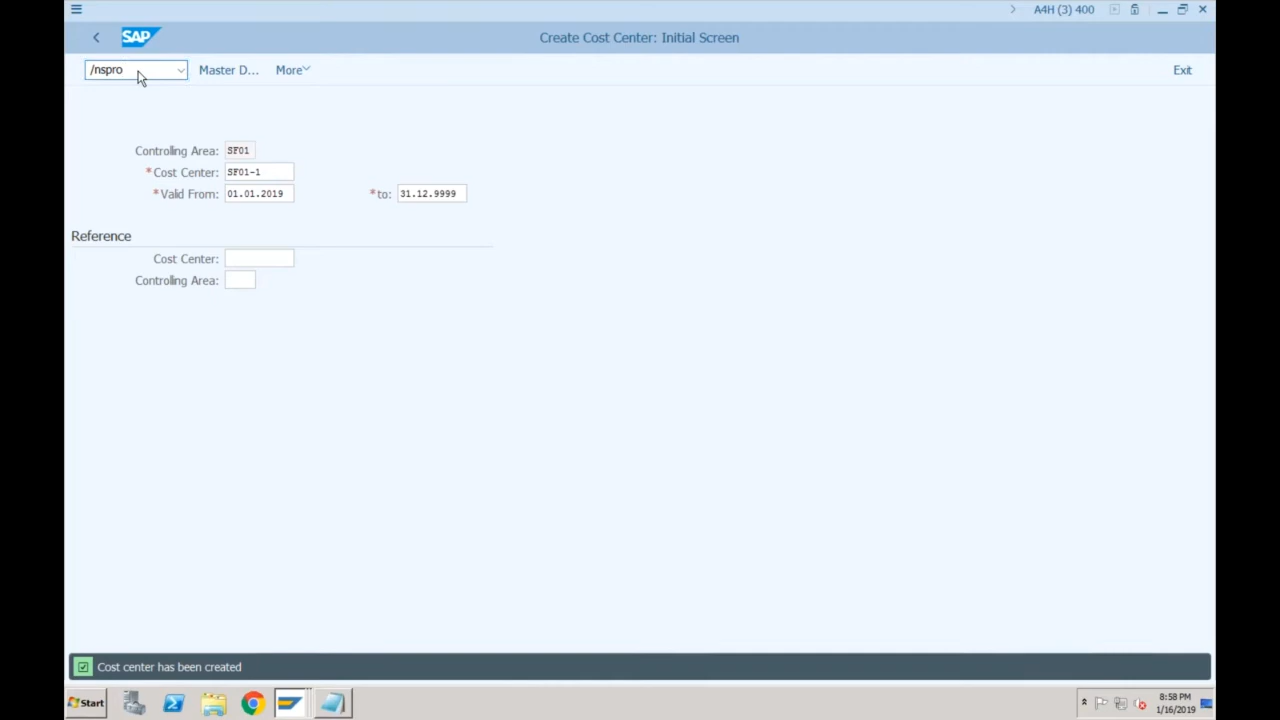 A4H (3) 400
SAP
Create Cost Center: Initial Screen
/nspro
Master D...
More
Exit
Controlling Area: SF01
*Cost Center: SF01-1
*Valid From: 01.01.2019 *to: 31.12.9999
Reference
Cost Center:
Controlling Area:
Cost center has been created
Start
8:58 PM
1/16/2019